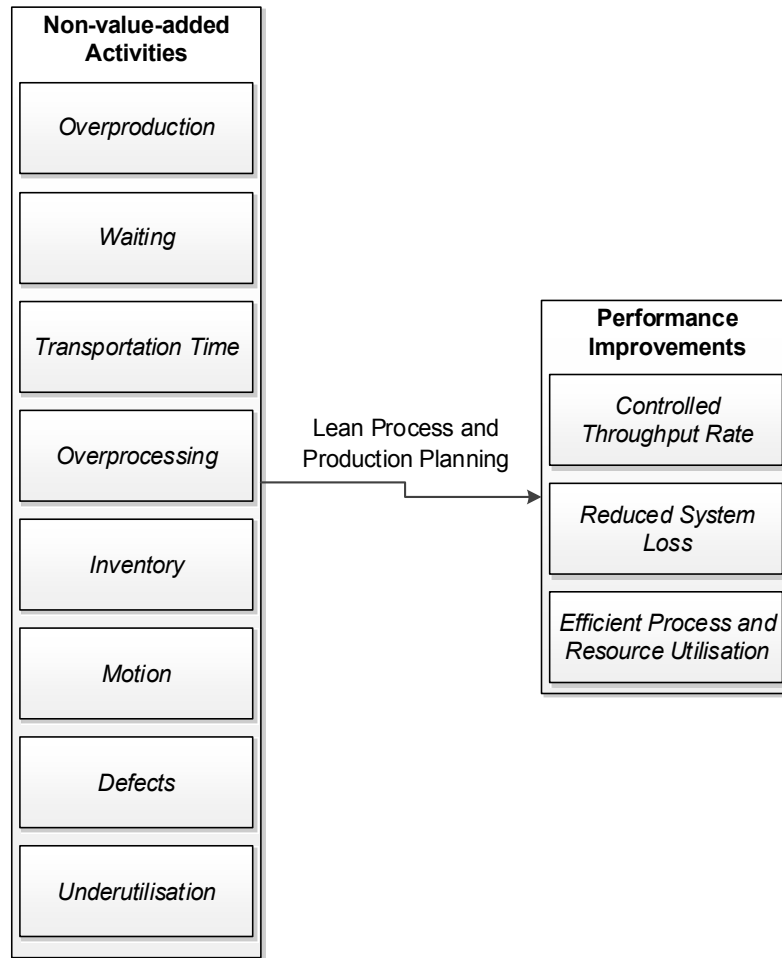 Non-value-added
Activities
Overproduction
Waiting
Transportation Time
Overprocessing
Inventory
Motion
Defects
Underutilisation
Lean Process and
Production Planning
Performance
Improvements
Controlled
Throughput Rate
Reduced System
Loss
Efficient Process and
Resource Utilisation